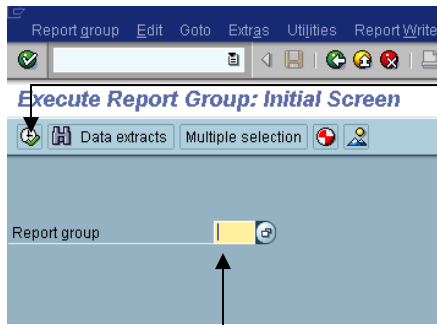 Report group Edit Goto Extras Utilities Report Write
Execute Report Group: Initial Screen
Data extracts Multiple selection
Report group